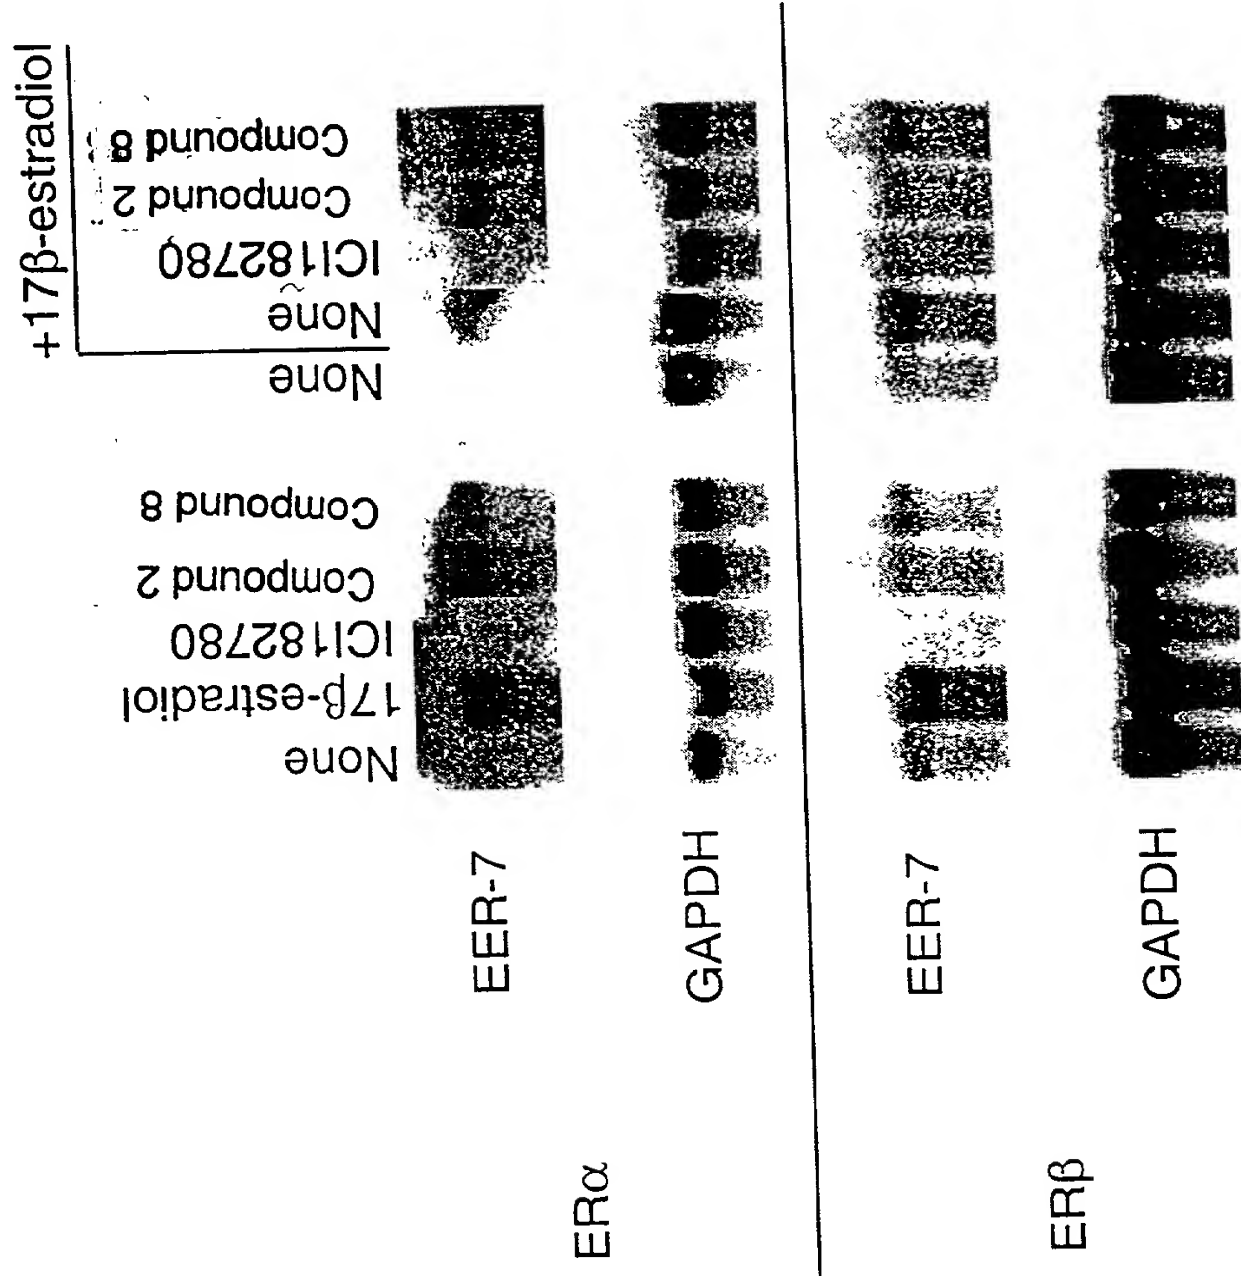 +17β-estradiol
None
17β-estradiol
ICI182780
Compound 2
Compound 8
None
None
ICI182780
Compound 2
Compound 8
ERα
EER-7
GAPDH
ERβ
EER-7
GAPDH